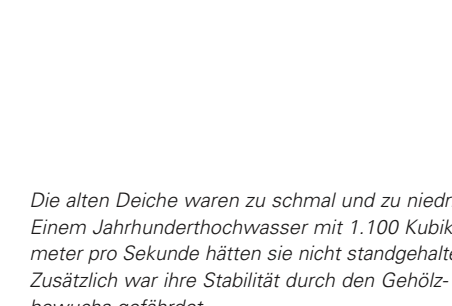 Die alten Deiche waren zu schmal und zu niedr
Einem Jahrhunderthochwasser mit 1.100 Kubik
meter pro Sekunde hätten sie nicht standgehalte
Zusätzlich war ihre Stabilität durch den Gehölz-
bewuchs gefährdet